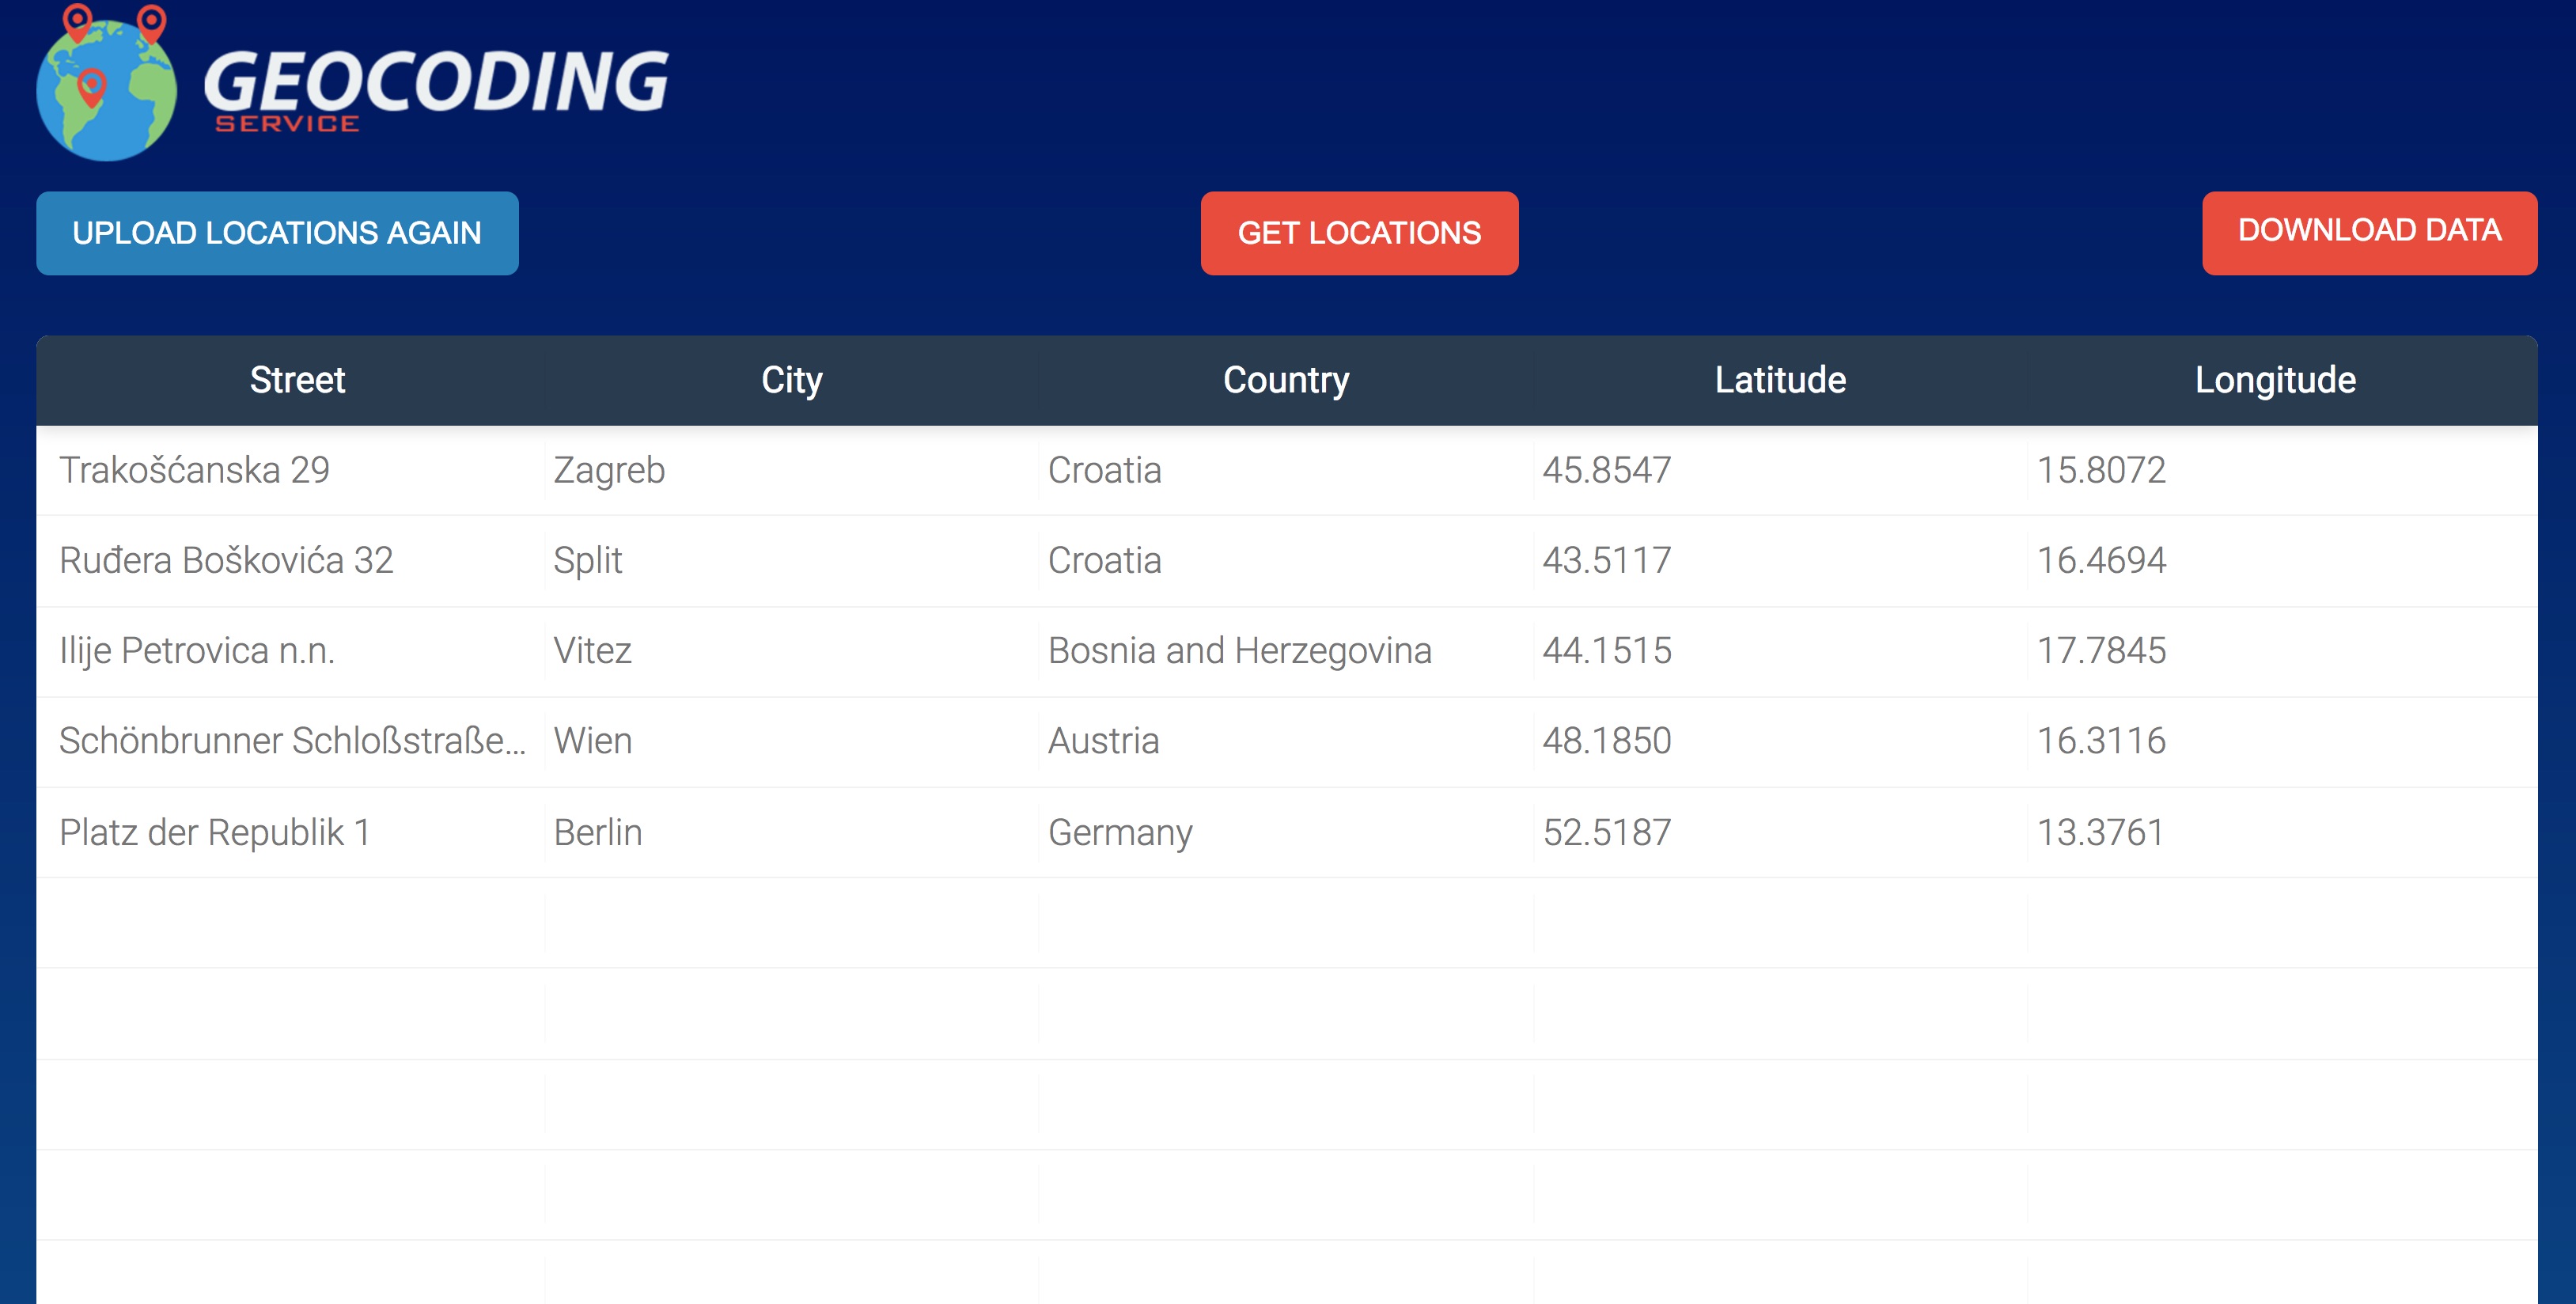 GEOCODING
SERVICE
UPLOAD LOCATIONS AGAIN GET LOCATIONS DOWNLOAD DATA
Street City Country Latitude Longitude
Trakošćanska 29 Zagreb Croatia 45.8547 15.8072
Ruđera Boškovića 32 Split Croatia 43.5117 16.4694
Ilije Petrovica n.n. Vitez Bosnia and Herzegovina 44.1515 17.7845
Schönbrunner Schloßstraße... Wien Austria 48.1850 16.3116
Platz der Republik 1 Berlin Germany 52.5187 13.3761